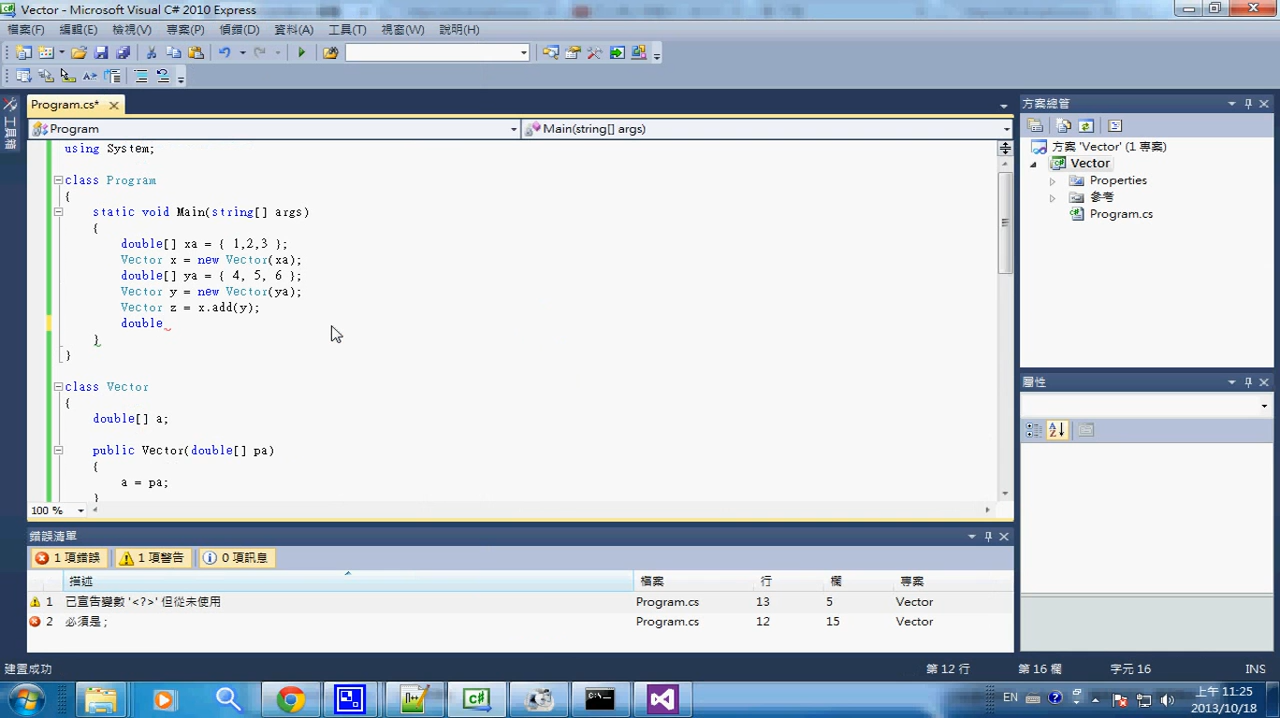 Vector - Microsoft Visual C# 2010 Express
檔案(F) 編輯(E) 檢視(V) 專案(P) 偵錯(D) 資料(A) 工具(T) 視窗(W) 說明(H)
Program.cs*
工具箱
Program
Main(string[] args)
using System;
class Program
{
static void Main(string[] args)
{
double[] xa = { 1,2,3 };
Vector x = new Vector(xa);
double[] ya = { 4, 5, 6 };
Vector y = new Vector(ya);
Vector z = x.add(y);
double
}
}
class Vector
{
double[] a;
public Vector(double[] pa)
{
a = pa;
}
100 %
方案總管
方案 'Vector' (1 專案)
Vector
Properties
參考
Program.cs
屬性
錯誤清單
1 項錯誤 1 項警告 0 項訊息
描述 檔案 行 欄 專案
1 已宣告變數 '<?>' 但從未使用 Program.cs 13 5 Vector
2 必須是 ; Program.cs 12 15 Vector
建置成功 第 12 行 第 16 欄 字元 16 INS
EN
上午 11:25
2013/10/18